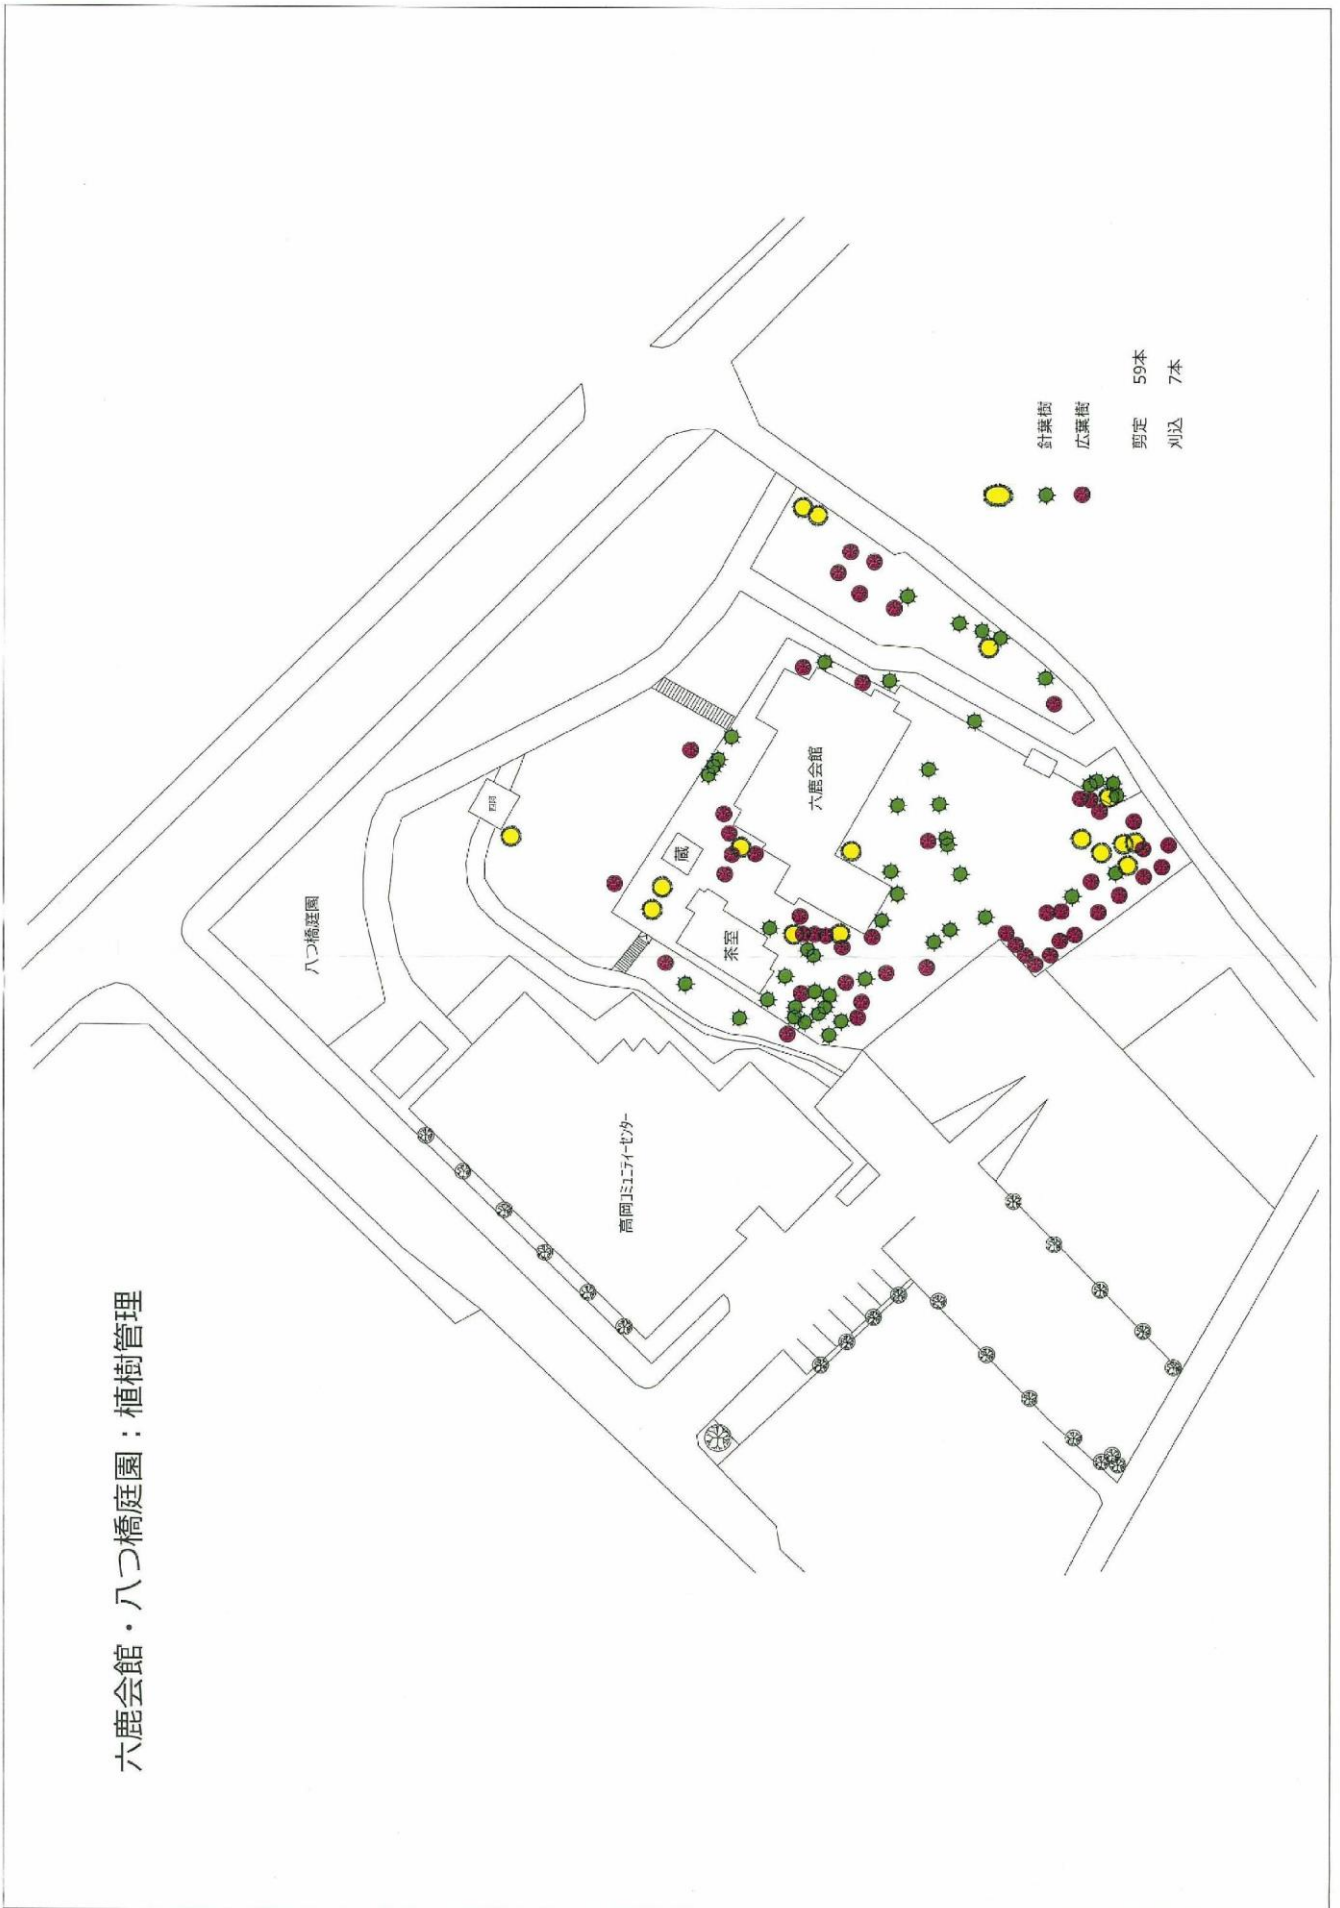 六鹿会館・八つ橋庭園：植樹管理
八つ橋庭園
四阿
蔵
茶室
六鹿会館
高岡コミュニティーセンター
針葉樹
広葉樹
剪定 59本
刈込 7本